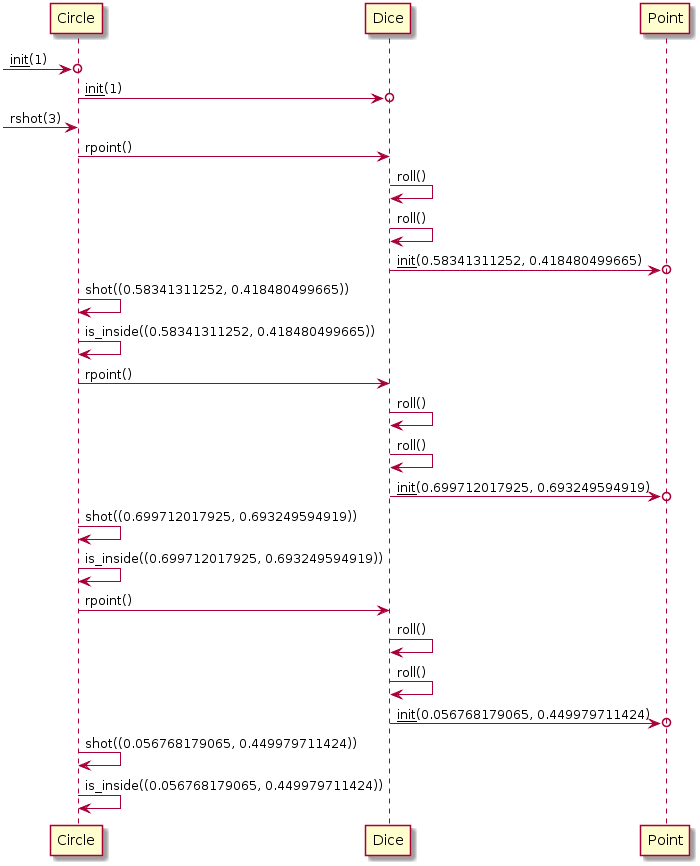 Circle Dice Point
init(1)
init(1)
rshot(3)
rpoint()
roll()
roll()
init(0.58341311252, 0.418480499665)
shot((0.58341311252, 0.418480499665))
is_inside((0.58341311252, 0.418480499665))
rpoint()
roll()
roll()
init(0.699712017925, 0.693249594919)
shot((0.699712017925, 0.693249594919))
is_inside((0.699712017925, 0.693249594919))
rpoint()
roll()
roll()
init(0.056768179065, 0.449979711424)
shot((0.056768179065, 0.449979711424))
is_inside((0.056768179065, 0.449979711424))
Circle Dice Point